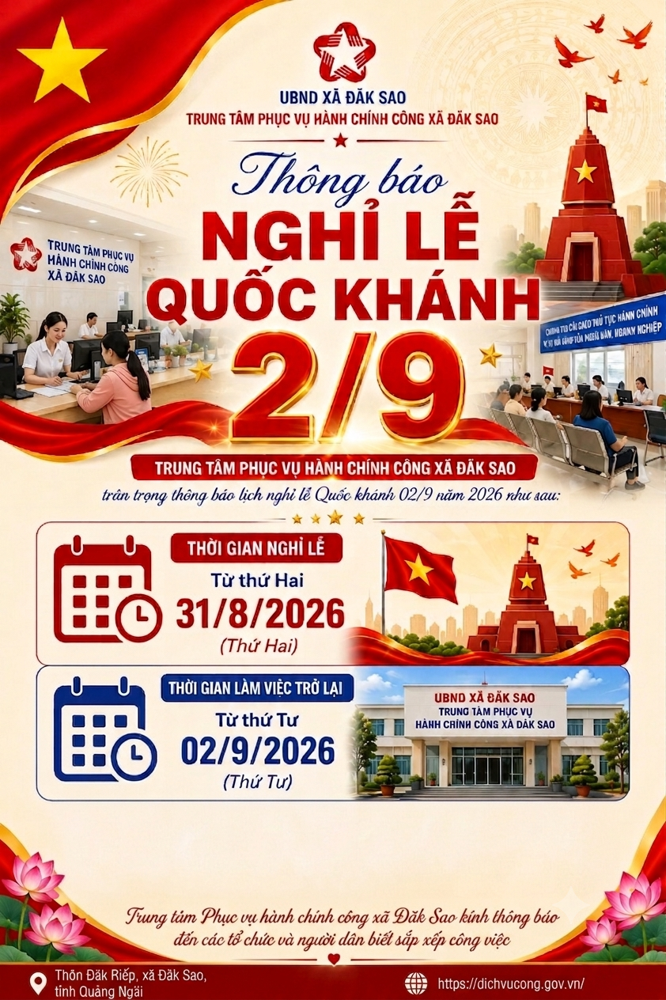 UBND XÃ ĐĂK SAO
TRUNG TÂM PHỤC VỤ HÀNH CHÍNH CÔNG XÃ ĐĂK SAO
Thông báo
NGHỈ LỄ
QUỐC KHÁNH
2/9
TRUNG TÂM PHỤC VỤ
HÀNH CHÍNH CÔNG
XÃ ĐĂK SAO
TRUNG TÂM PHỤC VỤ HÀNH CHÍNH CÔNG XÃ ĐĂK SAO
trân trọng thông báo lịch nghỉ lễ Quốc khánh 02/9 năm 2026 như sau:
THỜI GIAN NGHỈ LỄ
Từ thứ Hai
31/8/2026
(Thứ Hai)
THỜI GIAN LÀM VIỆC TRỞ LẠI
Từ thứ Tư
02/9/2026
(Thứ Tư)
UBND XÃ ĐĂK SAO
TRUNG TÂM PHỤC VỤ
HÀNH CHÍNH CÔNG XÃ ĐĂK SAO
Trung tâm Phục vụ hành chính công xã Đăk Sao kính thông báo
đến các tổ chức và người dân biết sắp xếp công việc
Thôn Đăk Riếp, xã Đăk Sao,
tỉnh Quảng Ngãi
https://dichvucong.gov.vn/